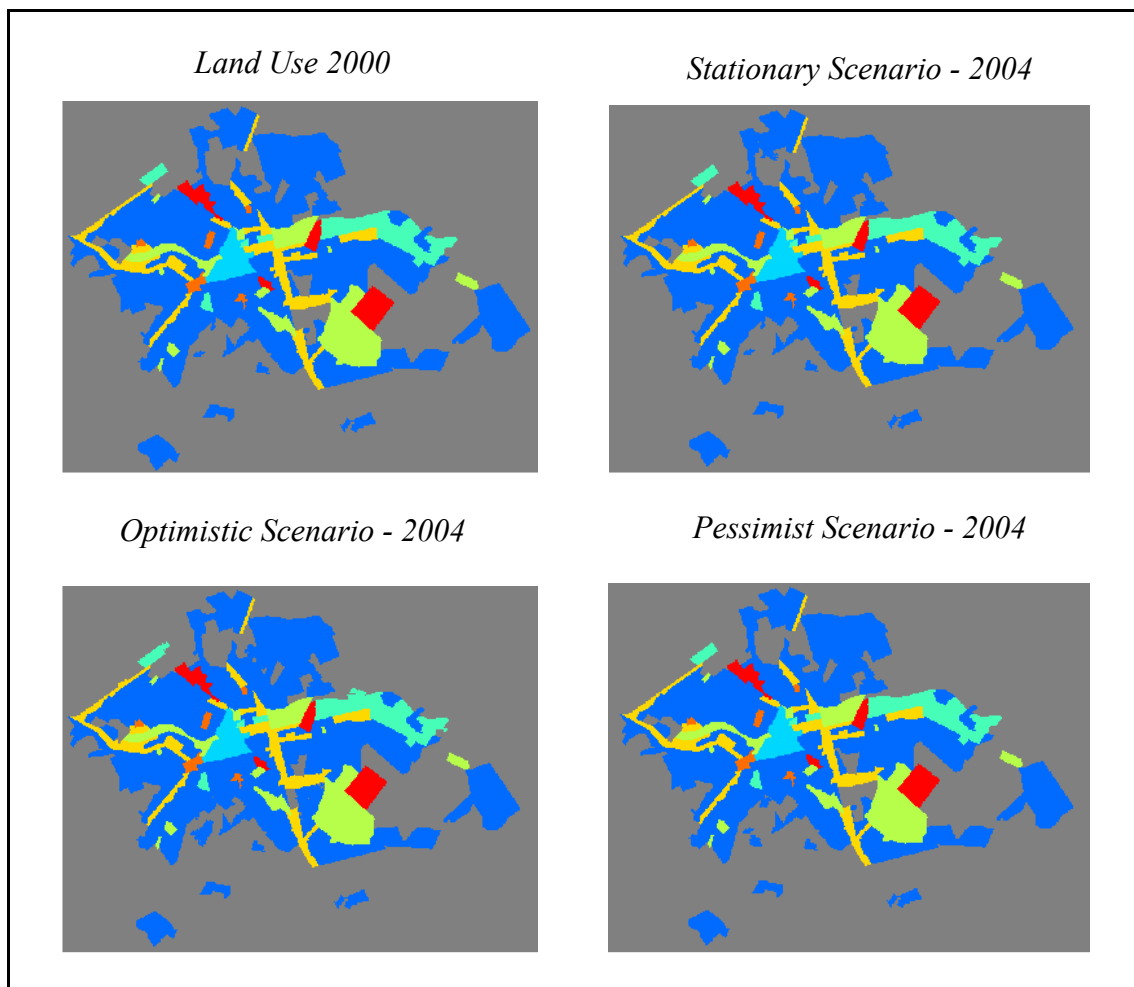 Land Use 2000
Stationary Scenario - 2004
Optimistic Scenario - 2004
Pessimist Scenario - 2004